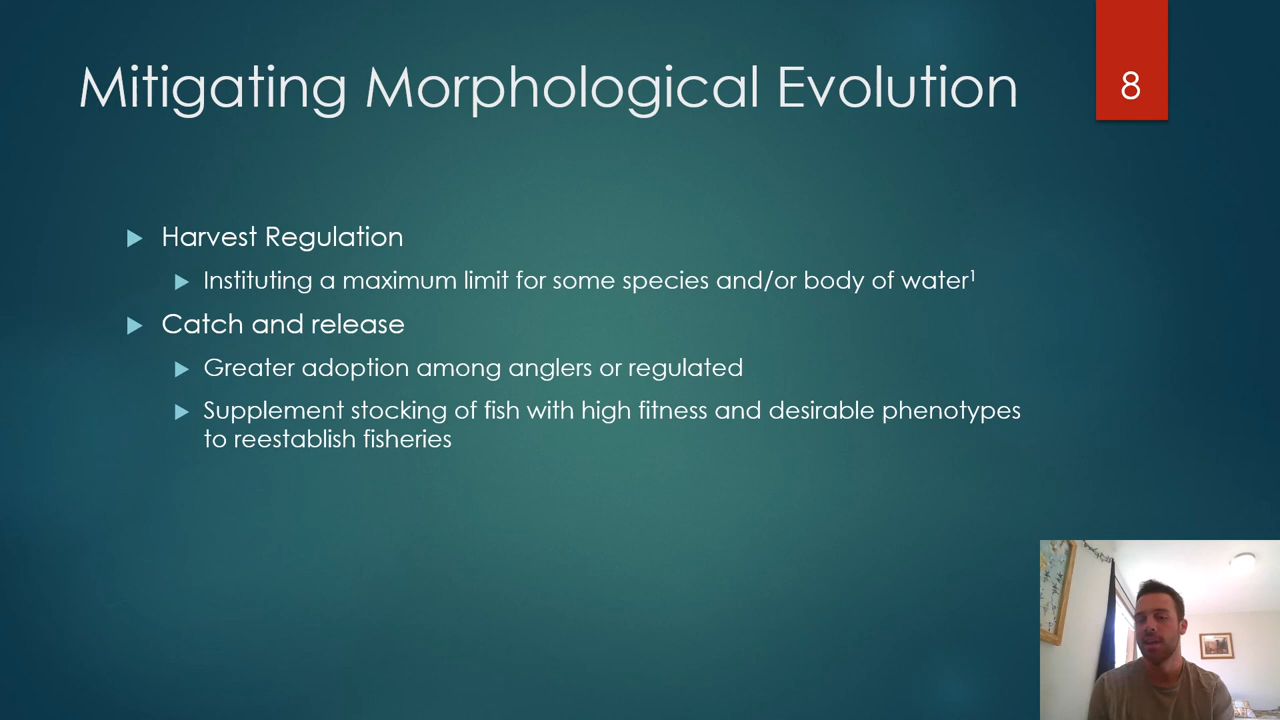 Mitigating Morphological Evolution
8
Harvest Regulation
Instituting a maximum limit for some species and/or body of water¹
Catch and release
Greater adoption among anglers or regulated
Supplement stocking of fish with high fitness and desirable phenotypes
to reestablish fisheries